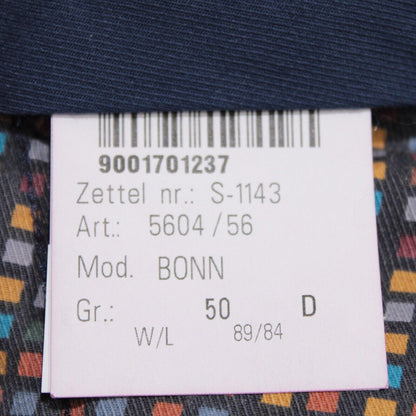 9001701237
Zettel nr.: S-1143
Art.: 5604/56
Mod. BONN
Gr.: 50 D
W/L 89/84